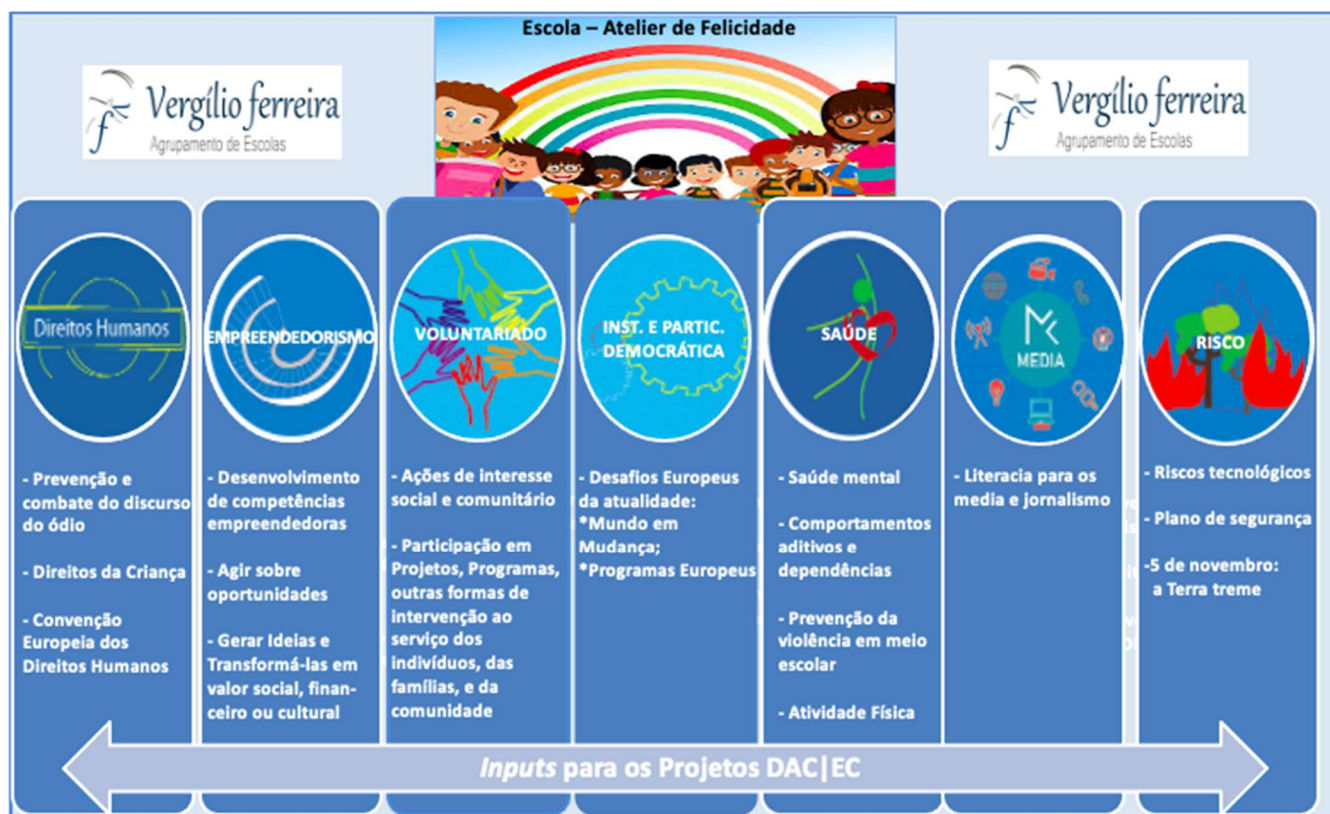 Escola – Atelier de Felicidade
Vergílio ferreira
Agrupamento de Escolas
Vergílio ferreira
Agrupamento de Escolas
Direitos Humanos
- Prevenção e
combate do discurso
do ódio
- Direitos da Criança
- Convenção
Europeia dos
Direitos Humanos
EMPREENDEDORISMO
- Desenvolvimento
de competências
empreendedoras
- Agir sobre
oportunidades
- Gerar Ideias e
Transformá-las em
valor social, finan-
ceiro ou cultural
VOLUNTARIADO
- Ações de interesse
social e comunitário
- Participação em
Projetos, Programas,
outras formas de
intervenção ao
serviço dos
indivíduos, das
famílias, e da
comunidade
INST. E PARTIC.
DEMOCRÁTICA
- Desafios Europeus
da atualidade:
*Mundo em
Mudança;
*Programas Europeus
SAÚDE
- Saúde mental
- Comportamentos
aditivos e
dependências
- Prevenção da
violência em meio
escolar
- Atividade Física
MEDIA
- Literacia para os
media e jornalismo
RISCO
- Riscos tecnológicos
- Plano de segurança
-5 de novembro:
a Terra treme
Inputs para os Projetos DAC|EC